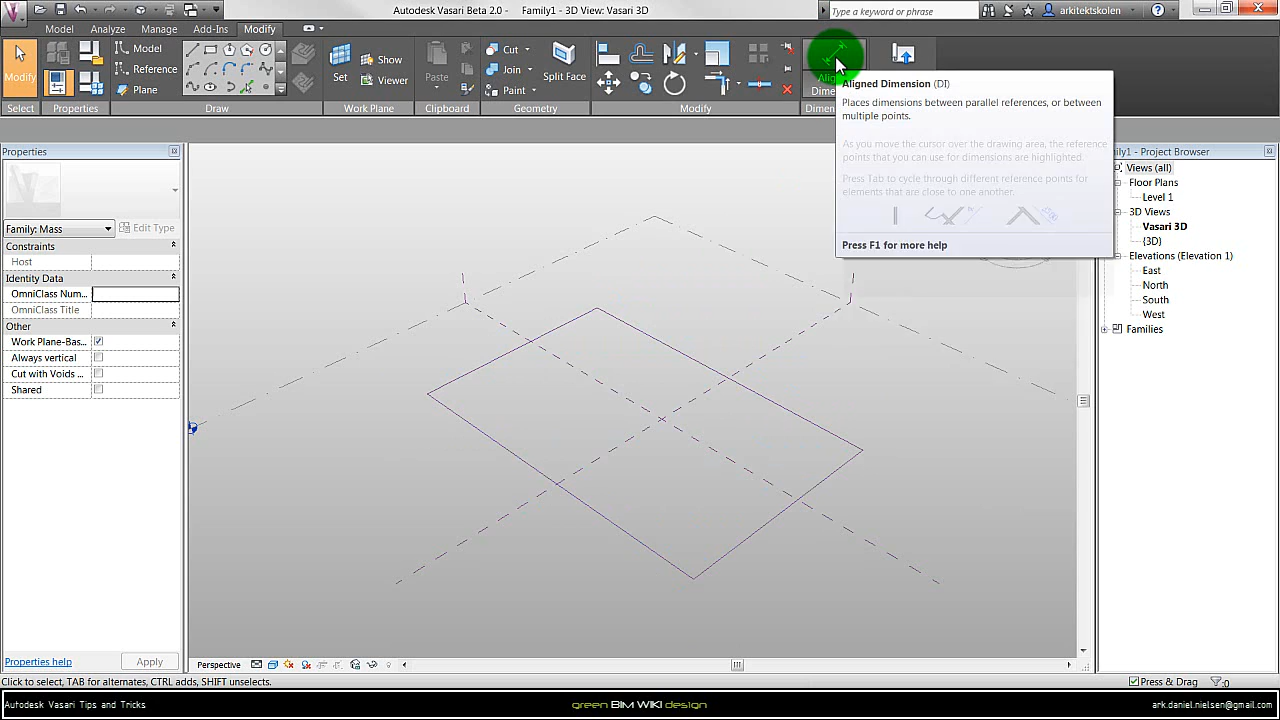 Autodesk Vasari Beta 2.0 - Family1 - 3D View: Vasari 3D
Type a keyword or phrase
arkitektskolen
Model Analyze Manage Add-Ins Modify
Modify
Model
Reference
Plane
Set
Show
Viewer
Paste
Cut
Join
Paint
Split Face
Select
Properties
Draw
Work Plane
Clipboard
Geometry
Modify
Aligned Dimension (DI)
Places dimensions between parallel references, or between
multiple points.
As you move the cursor over the drawing area, the reference
points that you can use for dimensions are highlighted.
Press Tab to cycle through different reference points for
elements that are close to one another.
Press F1 for more help
Properties
Family: Mass
Edit Type
Constraints
Host
Identity Data
OmniClass Num...
OmniClass Title
Other
Work Plane-Bas...
Always vertical
Cut with Voids ...
Shared
Properties help
Apply
Project Browser
Views (all)
Floor Plans
Level 1
3D Views
Vasari 3D
{3D}
Elevations (Elevation 1)
East
North
South
West
Families
Perspective
Click to select, TAB for alternates, CTRL adds, SHIFT unselects.
Press & Drag
:0
Autodesk Vasari Tips and Tricks
green BIM WIKI design
ark.daniel.nielsen@gmail.com